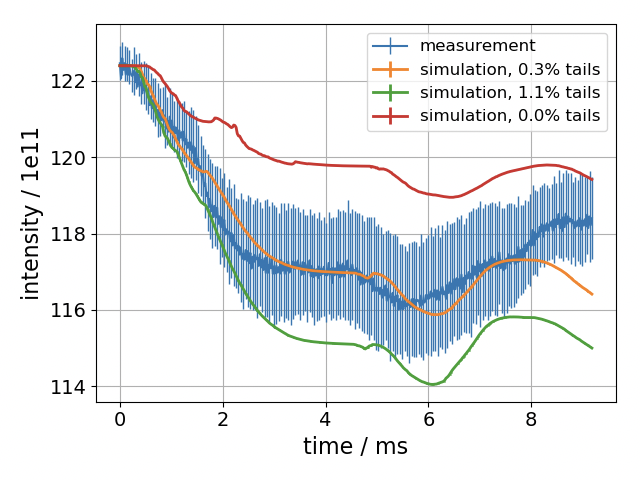 measurement
simulation, 0.3% tails
simulation, 1.1% tails
simulation, 0.0% tails
intensity / 1e11
122
120
118
116
114
0 2 4 6 8
time / ms